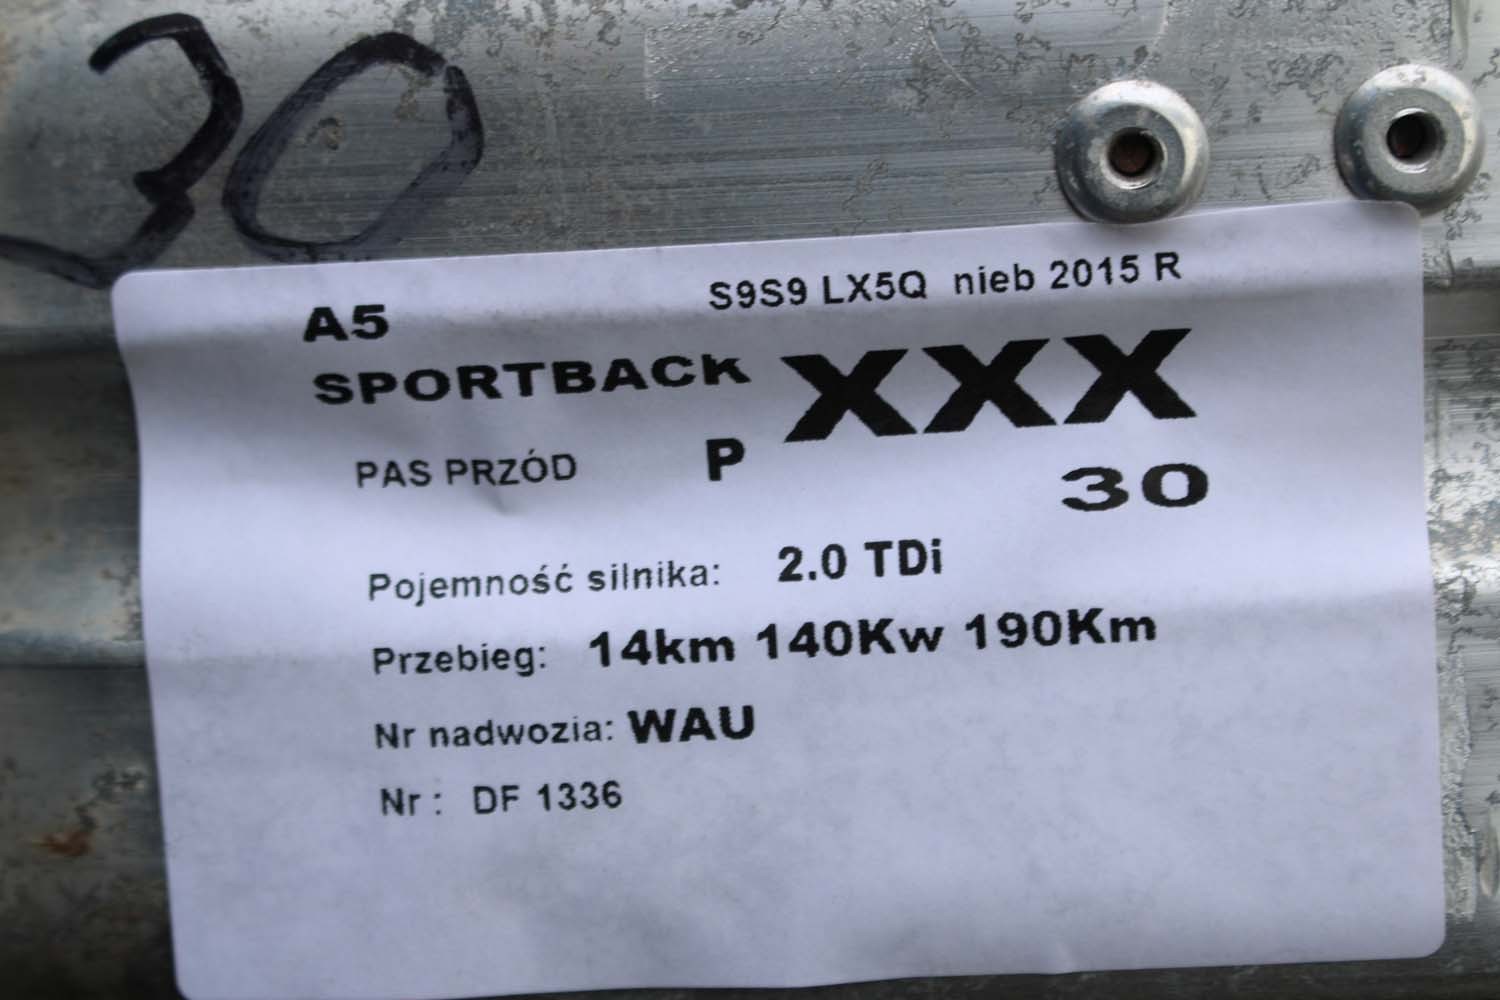 30
S9S9 LX5Q nieb 2015 R
A5
SPORTBACK XXX
PAS PRZÓD P
30
Pojemność silnika: 2.0 TDi
Przebieg: 14km 140Kw 190Km
Nr nadwozia: WAU
Nr : DF 1336